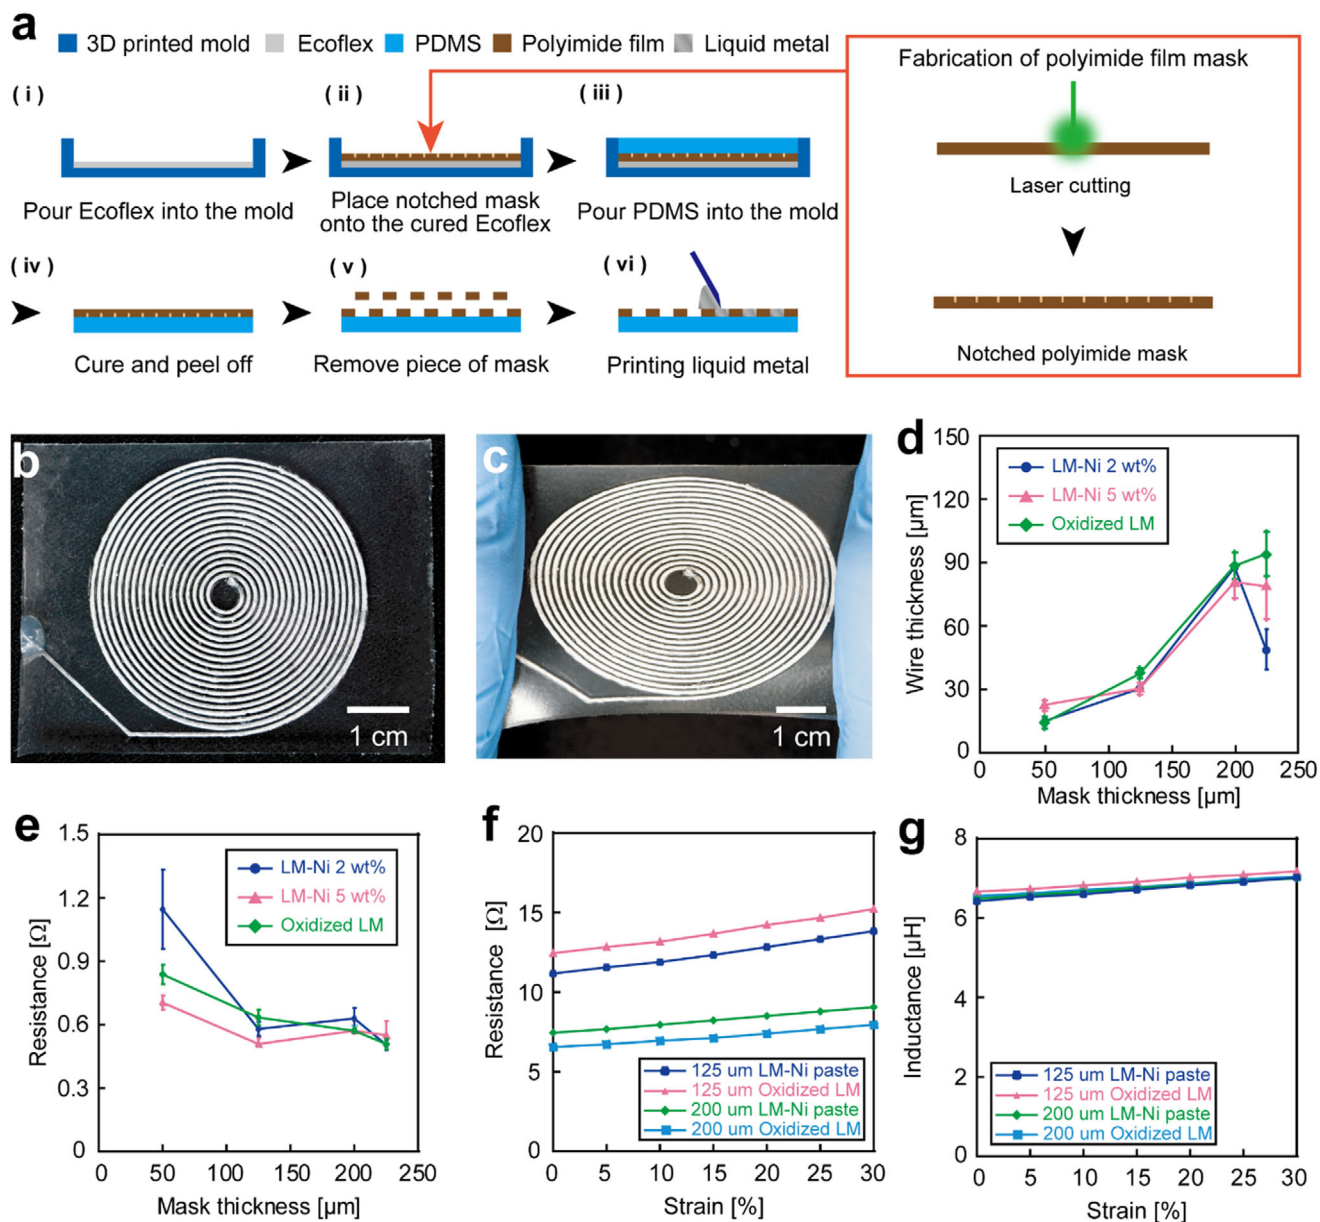 a
3D printed mold Ecoflex PDMS Polyimide film Liquid metal
( i )
Pour Ecoflex into the mold
( ii )
Place notched mask
onto the cured Ecoflex
( iii )
Pour PDMS into the mold
( iv )
Cure and peel off
( v )
Remove piece of mask
( vi )
Printing liquid metal
Fabrication of polyimide film mask
Laser cutting
Notched polyimide mask
b
1 cm
c
1 cm
d
150
120
90
60
30
0
Wire thickness [µm]
LM-Ni 2 wt%
LM-Ni 5 wt%
Oxidized LM
0 50 100 150 200 250
Mask thickness [µm]
e
1.5
1.2
0.9
0.6
0.3
0
Resistance [Ω]
LM-Ni 2 wt%
LM-Ni 5 wt%
Oxidized LM
0 50 100 150 200 250
Mask thickness [µm]
f
20
15
10
5
0
Resistance [Ω]
125 um LM-Ni paste
125 um Oxidized LM
200 um LM-Ni paste
200 um Oxidized LM
0 5 10 15 20 25 30
Strain [%]
g
8
6
4
2
0
Inductance [µH]
125 um LM-Ni paste
125 um Oxidized LM
200 um LM-Ni paste
200 um Oxidized LM
0 5 10 15 20 25 30
Strain [%]